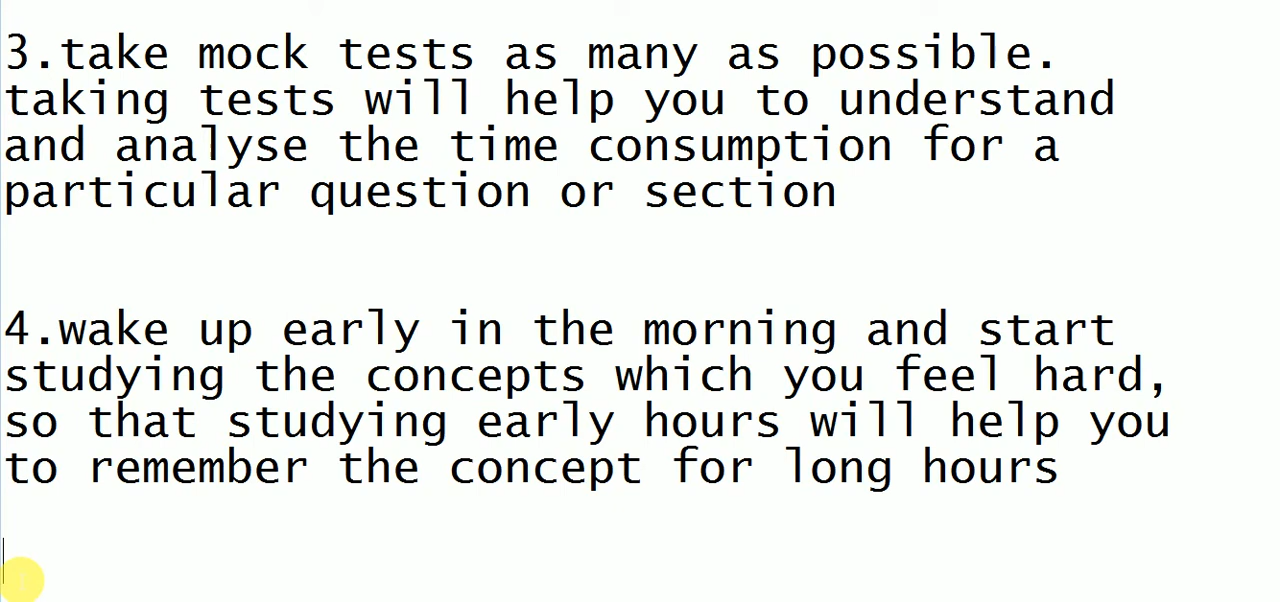 3.take mock tests as many as possible.
taking tests will help you to understand
and analyse the time consumption for a
particular question or section
4.wake up early in the morning and start
studying the concepts which you feel hard,
so that studying early hours will help you
to remember the concept for long hours